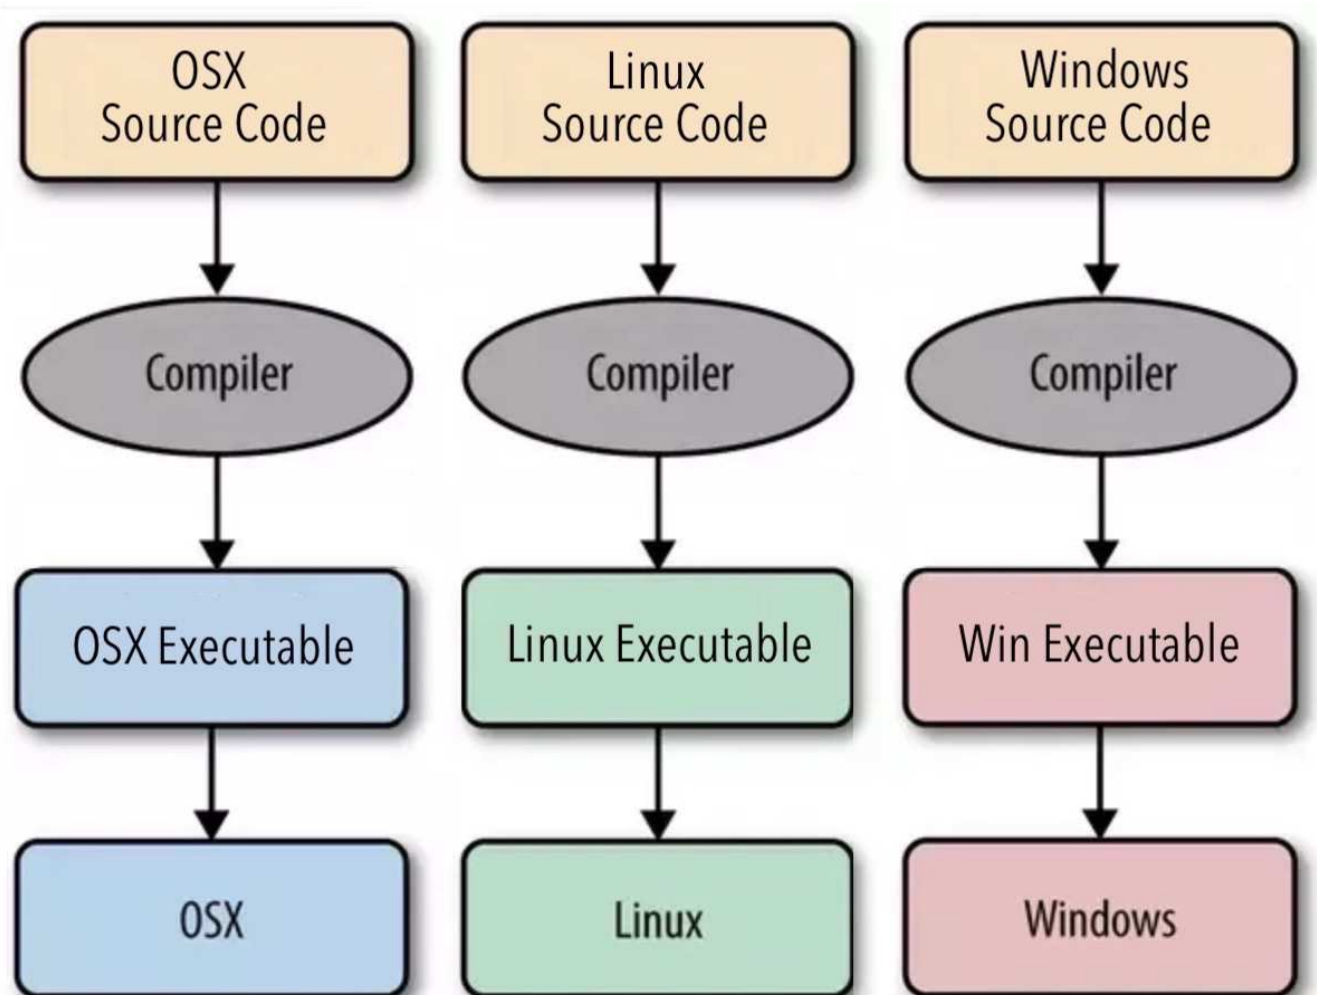 OSX
Source Code
Linux
Source Code
Windows
Source Code
Compiler
Compiler
Compiler
OSX Executable
Linux Executable
Win Executable
OSX
Linux
Windows